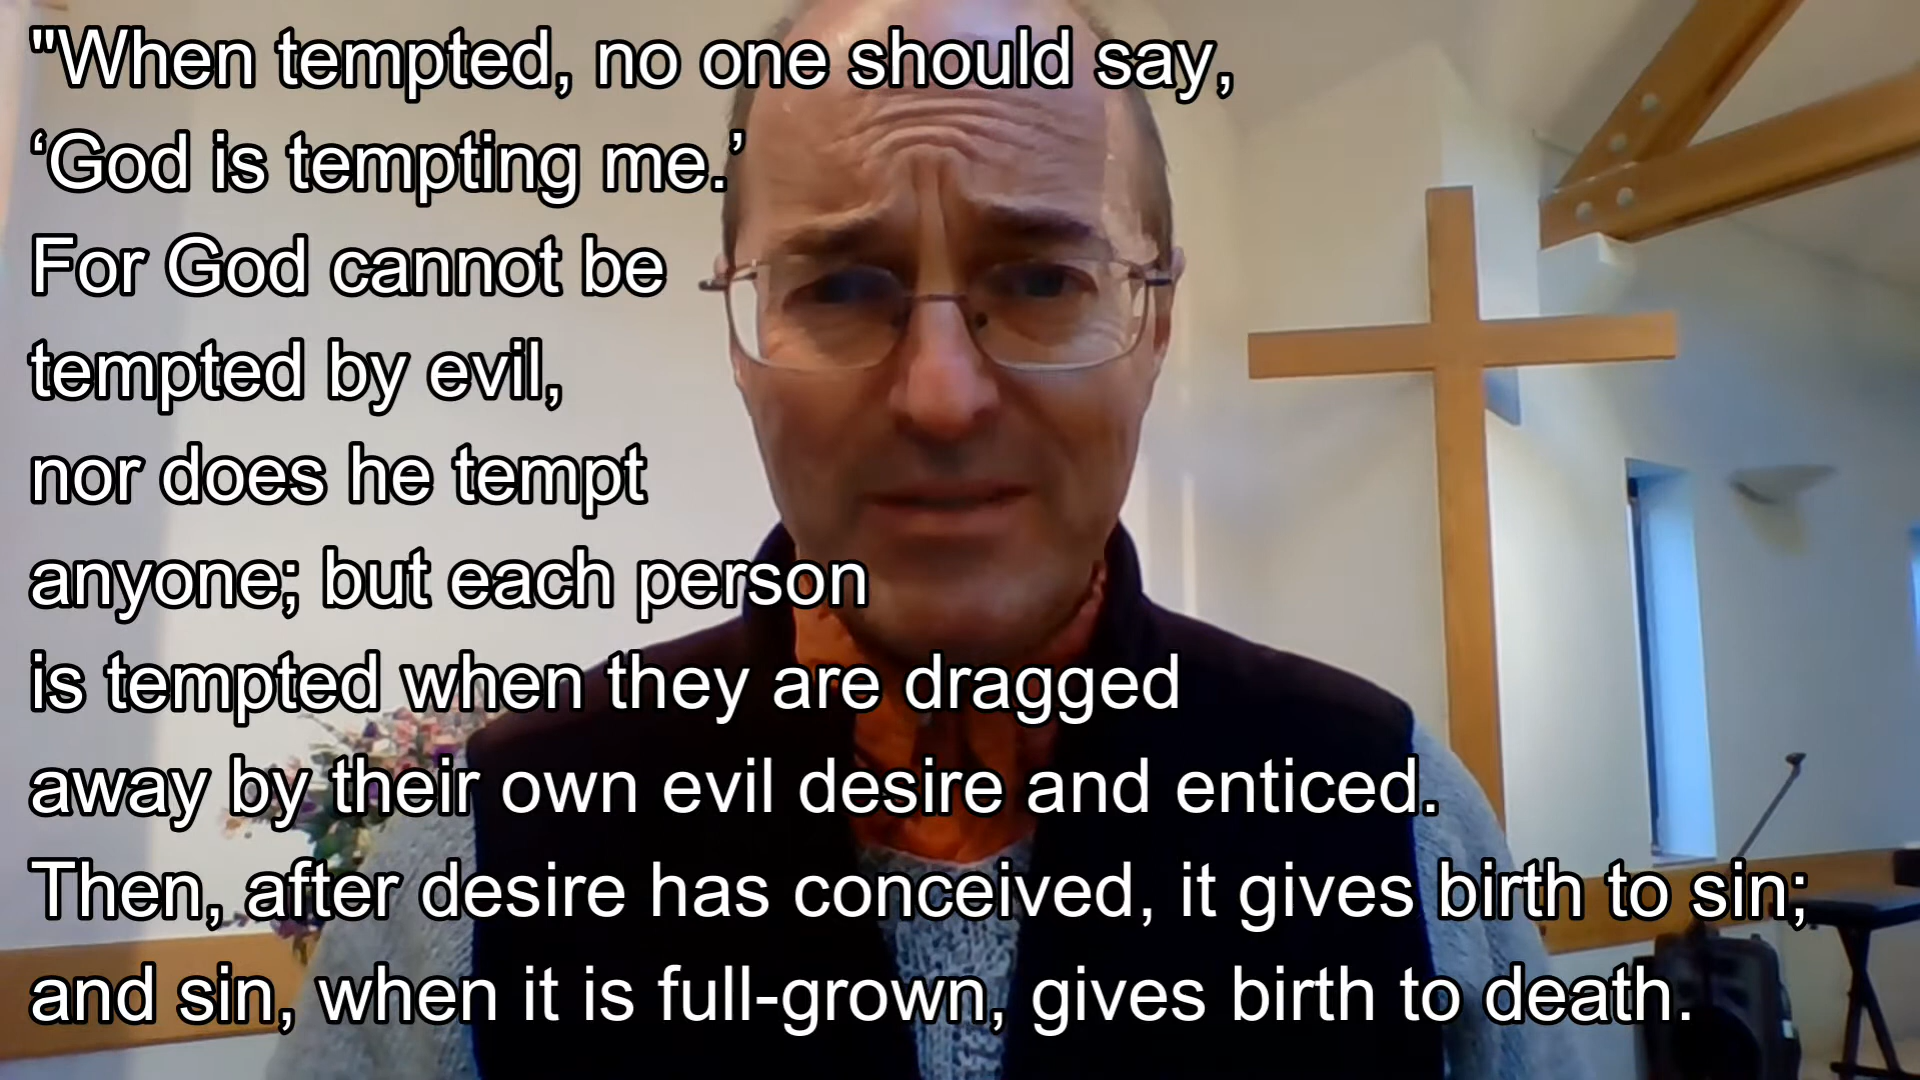 "When tempted, no one should say,
‘God is tempting me.’
For God cannot be
tempted by evil,
nor does he tempt
anyone; but each person
is tempted when they are dragged
away by their own evil desire and enticed.
Then, after desire has conceived, it gives birth to sin;
and sin, when it is full-grown, gives birth to death.